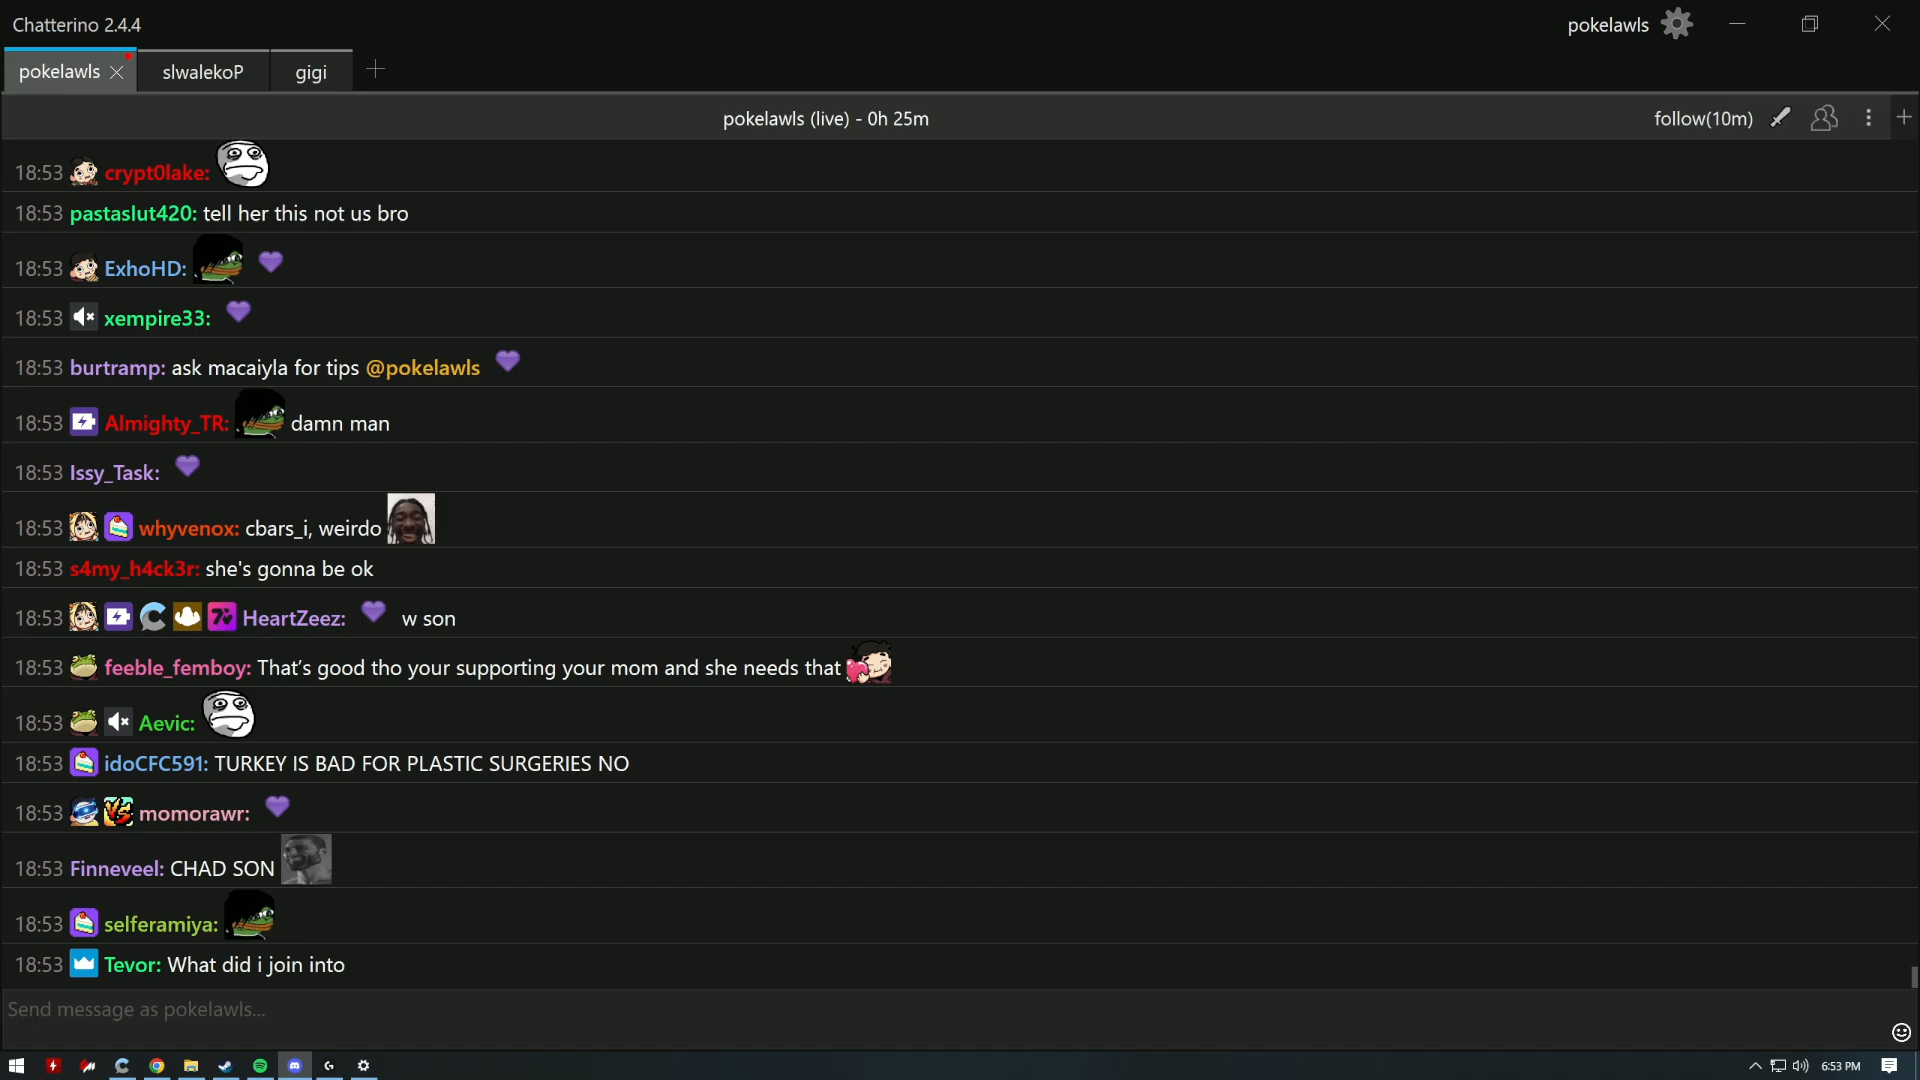 Chatterino 2.4.4
pokelawls
pokelawls slwalekoP gigi
pokelawls (live) - 0h 25m
follow(10m)
18:53 crypt0lake:
18:53 pastaslut420: tell her this not us bro
18:53 ExhoHD:
18:53 xempire33:
18:53 burtramp: ask macaiyla for tips @pokelawls
18:53 Almighty_TR: damn man
18:53 Issy_Task:
18:53 whyvenox: cbars_i, weirdo
18:53 s4my_h4ck3r: she's gonna be ok
18:53 HeartZeez: w son
18:53 feeble_femboy: That's good tho your supporting your mom and she needs that
18:53 Aevic:
18:53 idoCFC591: TURKEY IS BAD FOR PLASTIC SURGERIES NO
18:53 momorawr:
18:53 Finneveel: CHAD SON
18:53 selferamiya:
18:53 Tevor: What did i join into
Send message as pokelawls...
6:53 PM